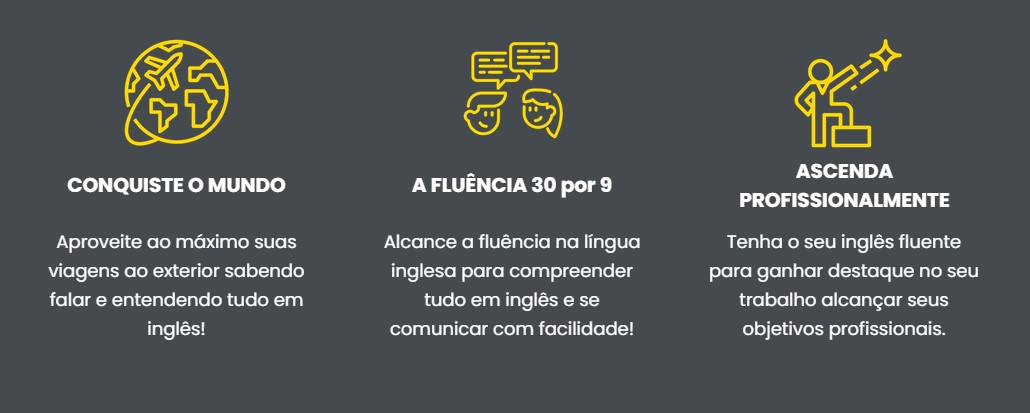 CONQUISTE O MUNDO
Aproveite ao máximo suas
viagens ao exterior sabendo
falar e entendendo tudo em
inglês!
A FLUÊNCIA 30 por 9
Alcance a fluência na língua
inglesa para compreender
tudo em inglês e se
comunicar com facilidade!
ASCENDA
PROFISSIONALMENTE
Tenha o seu inglês fluente
para ganhar destaque no seu
trabalho alcançar seus
objetivos profissionais.